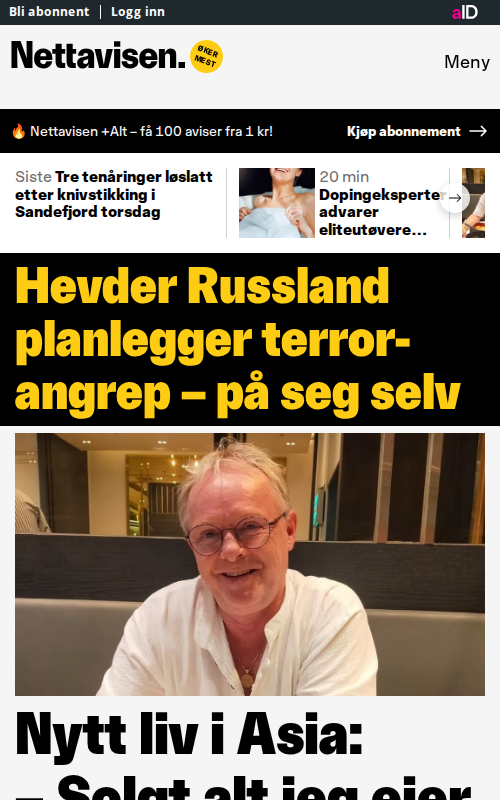 Bli abonnent | Logg inn
aID
Nettavisen.
ØKER
MEST
Meny
🔥 Nettavisen +Alt – få 100 aviser fra 1 kr!
Kjøp abonnement →
Siste Tre tenåringer løslatt
etter knivstikking i
Sandefjord torsdag
20 min
Dopingeksperter
advarer
eliteutøvere...
Hevder Russland
planlegger terror-
angrep – på seg selv
Nytt liv i Asia:
– Solgt alt jeg eier